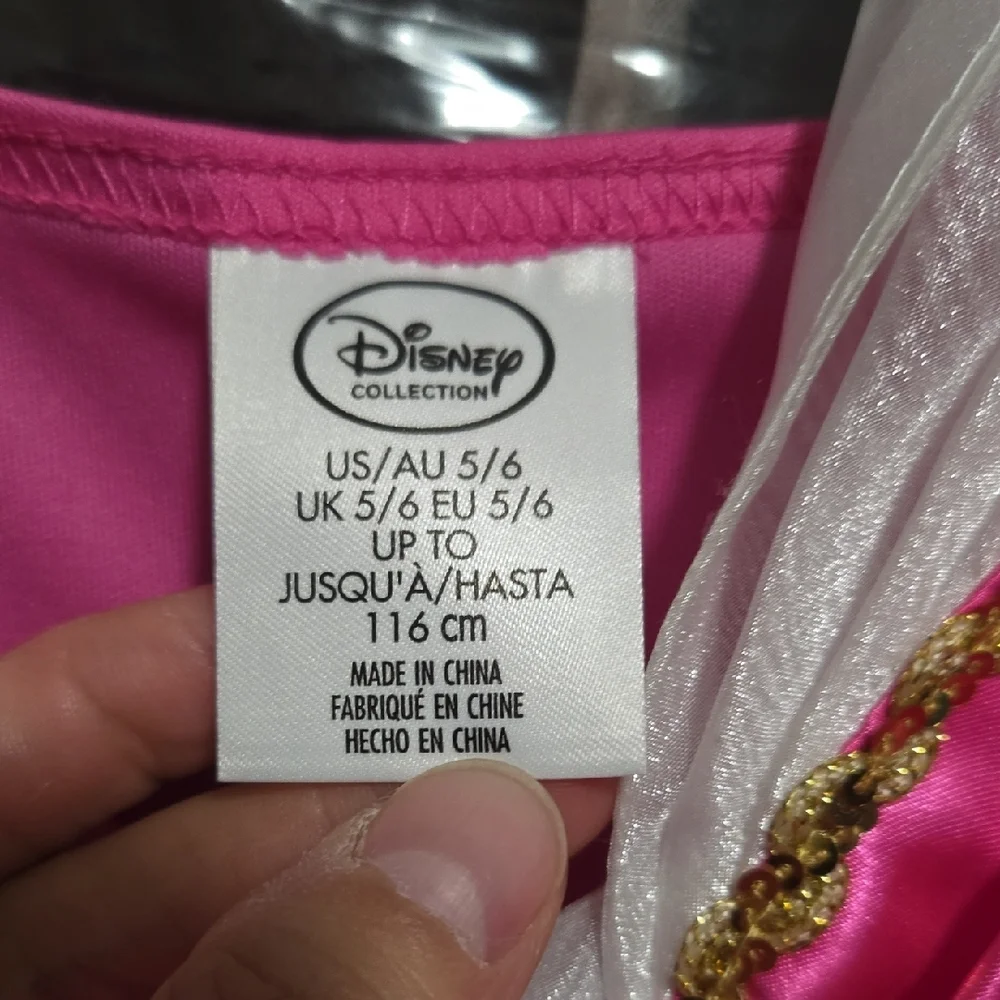 Disney
COLLECTION
US/AU 5/6
UK 5/6 EU 5/6
UP TO
JUSQU'À/HASTA
116 cm
MADE IN CHINA
FABRIQUÉ EN CHINE
HECHO EN CHINA